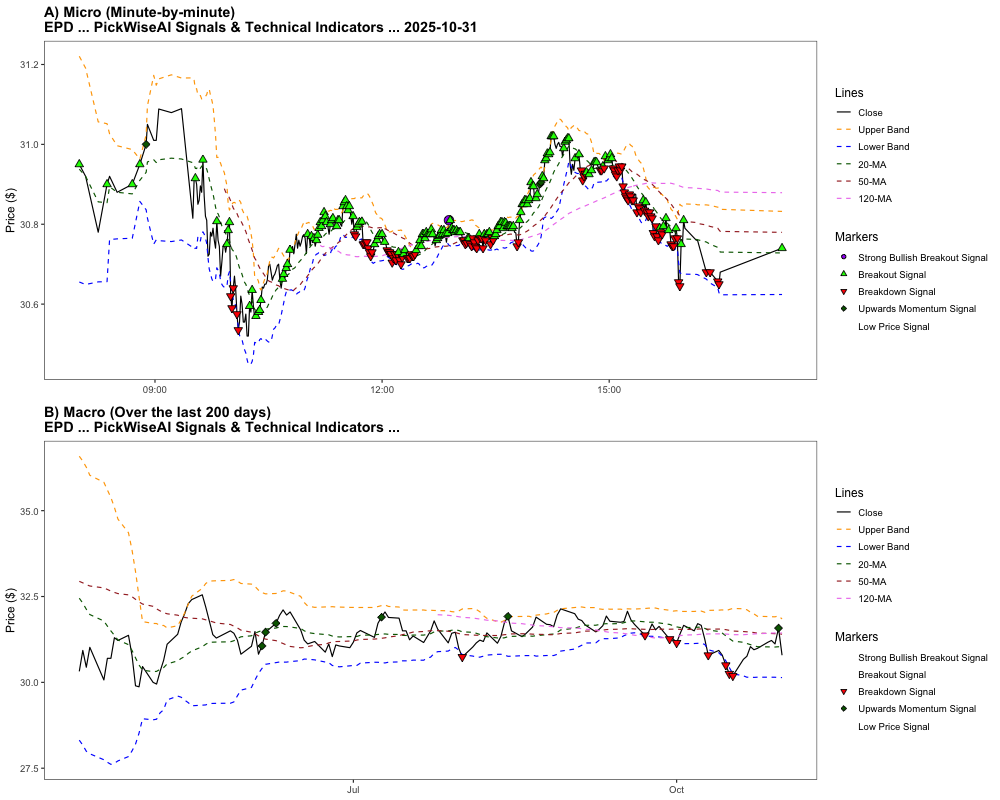 A) Micro (Minute-by-minute)
EPD ... PickWiseAI Signals & Technical Indicators ... 2025-10-31
Price ($)
31.2
31.0
30.8
30.6
09:00
12:00
15:00
Lines
Close
Upper Band
Lower Band
20-MA
50-MA
120-MA
Markers
Strong Bullish Breakout Signal
Breakout Signal
Breakdown Signal
Upwards Momentum Signal
Low Price Signal
B) Macro (Over the last 200 days)
EPD ... PickWiseAI Signals & Technical Indicators ...
Price ($)
35.0
32.5
30.0
27.5
Jul
Oct
Lines
Close
Upper Band
Lower Band
20-MA
50-MA
120-MA
Markers
Strong Bullish Breakout Signal
Breakout Signal
Breakdown Signal
Upwards Momentum Signal
Low Price Signal